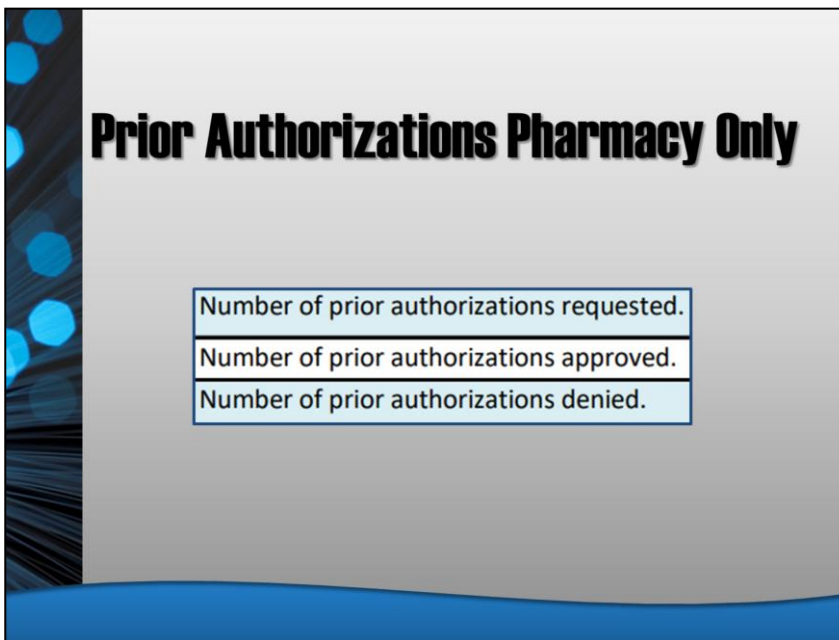 Prior Authorizations Pharmacy Only
Number of prior authorizations requested.
Number of prior authorizations approved.
Number of prior authorizations denied.